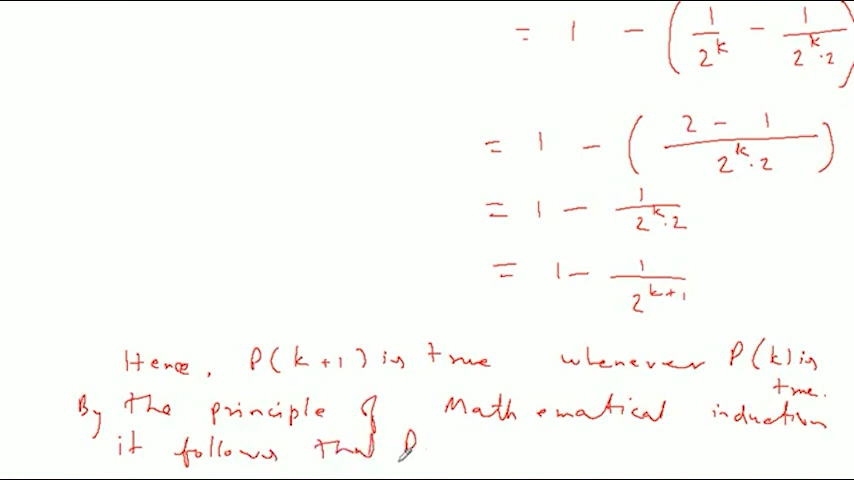 = 1 - (1/2^k - 1/(2^k·2)
= 1 - ((2 - 1)/(2^k·2))
= 1 - 1/(2^k·2)
= 1 - 1/2^(k+1)
Hence, P(k+1) is true whenever P(k) is
true.
By the principle of Mathematical induction
it follows that P